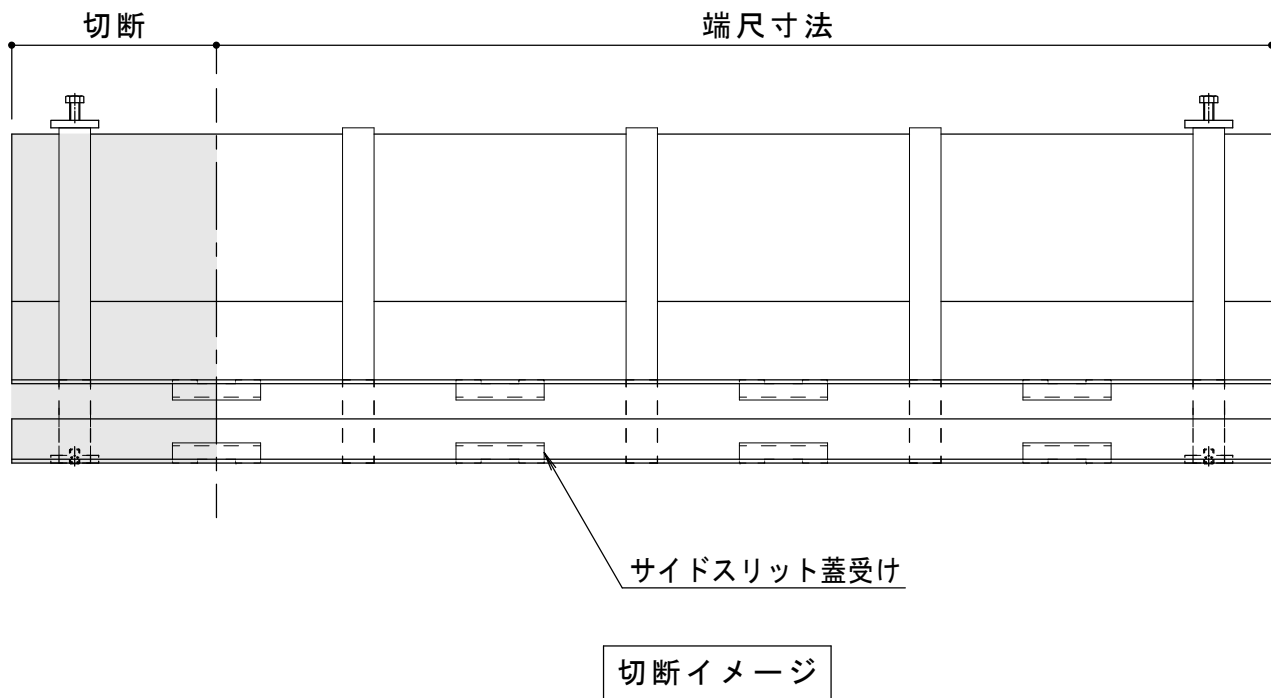 切断
端尺寸法
サイドスリット蓋受け
切断イメージ